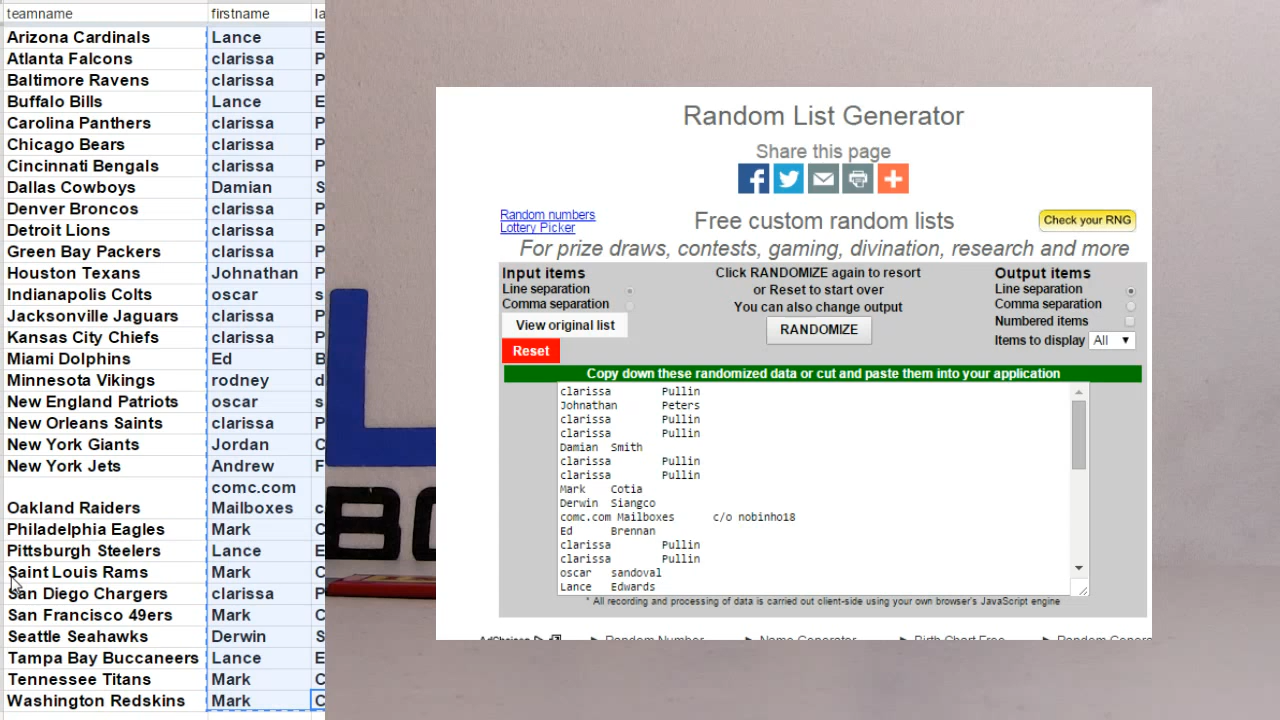 teamname firstname la
Arizona Cardinals Lance E
Atlanta Falcons clarissa P
Baltimore Ravens clarissa P
Buffalo Bills Lance E
Carolina Panthers clarissa P
Chicago Bears clarissa P
Cincinnati Bengals clarissa P
Dallas Cowboys Damian S
Denver Broncos clarissa P
Detroit Lions clarissa P
Green Bay Packers clarissa P
Houston Texans Johnathan P
Indianapolis Colts oscar s
Jacksonville Jaguars clarissa P
Kansas City Chiefs clarissa P
Miami Dolphins Ed B
Minnesota Vikings rodney d
New England Patriots oscar s
New Orleans Saints clarissa P
New York Giants Jordan C
New York Jets Andrew F
comc.com
Oakland Raiders Mailboxes c
Philadelphia Eagles Mark C
Pittsburgh Steelers Lance E
Saint Louis Rams Mark C
San Diego Chargers clarissa P
San Francisco 49ers Mark C
Seattle Seahawks Derwin S
Tampa Bay Buccaneers Lance E
Tennessee Titans Mark C
Washington Redskins Mark C
Random List Generator
Share this page
Random numbers
Lottery Picker
Free custom random lists
Check your RNG
For prize draws, contests, gaming, divination, research and more
Input items
Line separation
Comma separation
View original list
Reset
Click RANDOMIZE again to resort
or Reset to start over
You can also change output
RANDOMIZE
Output items
Line separation
Comma separation
Numbered items
Items to display All
Copy down these randomized data or cut and paste them into your application
clarissa Pullin
Johnathan Peters
clarissa Pullin
clarissa Pullin
Damian Smith
clarissa Pullin
clarissa Pullin
Mark Cotia
Derwin Siangco
comc.com Mailboxes c/o nobinho18
Ed Brennan
clarissa Pullin
clarissa Pullin
oscar sandoval
Lance Edwards
* All recording and processing of data is carried out client-side using your own browser's JavaScript engine
AdChoices Random Number Name Generator Birth Chart Free Random Genera